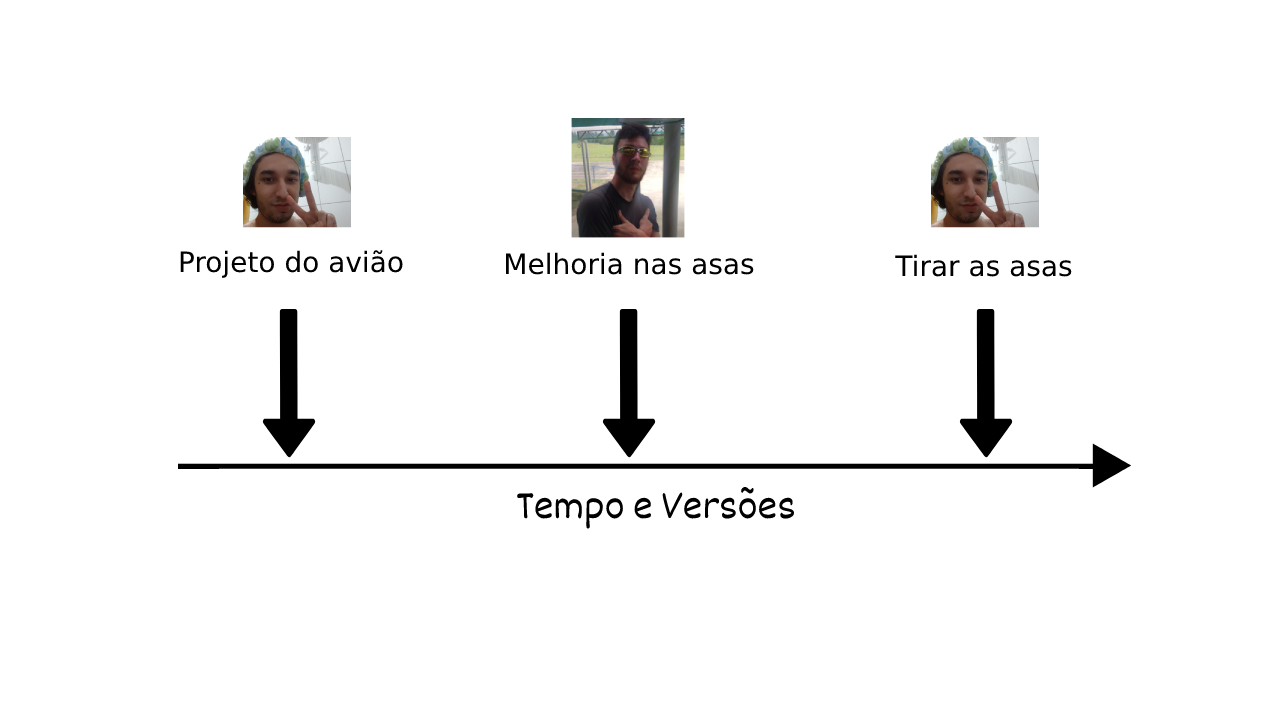 Projeto do avião
Melhoria nas asas
Tirar as asas
Tempo e Versões